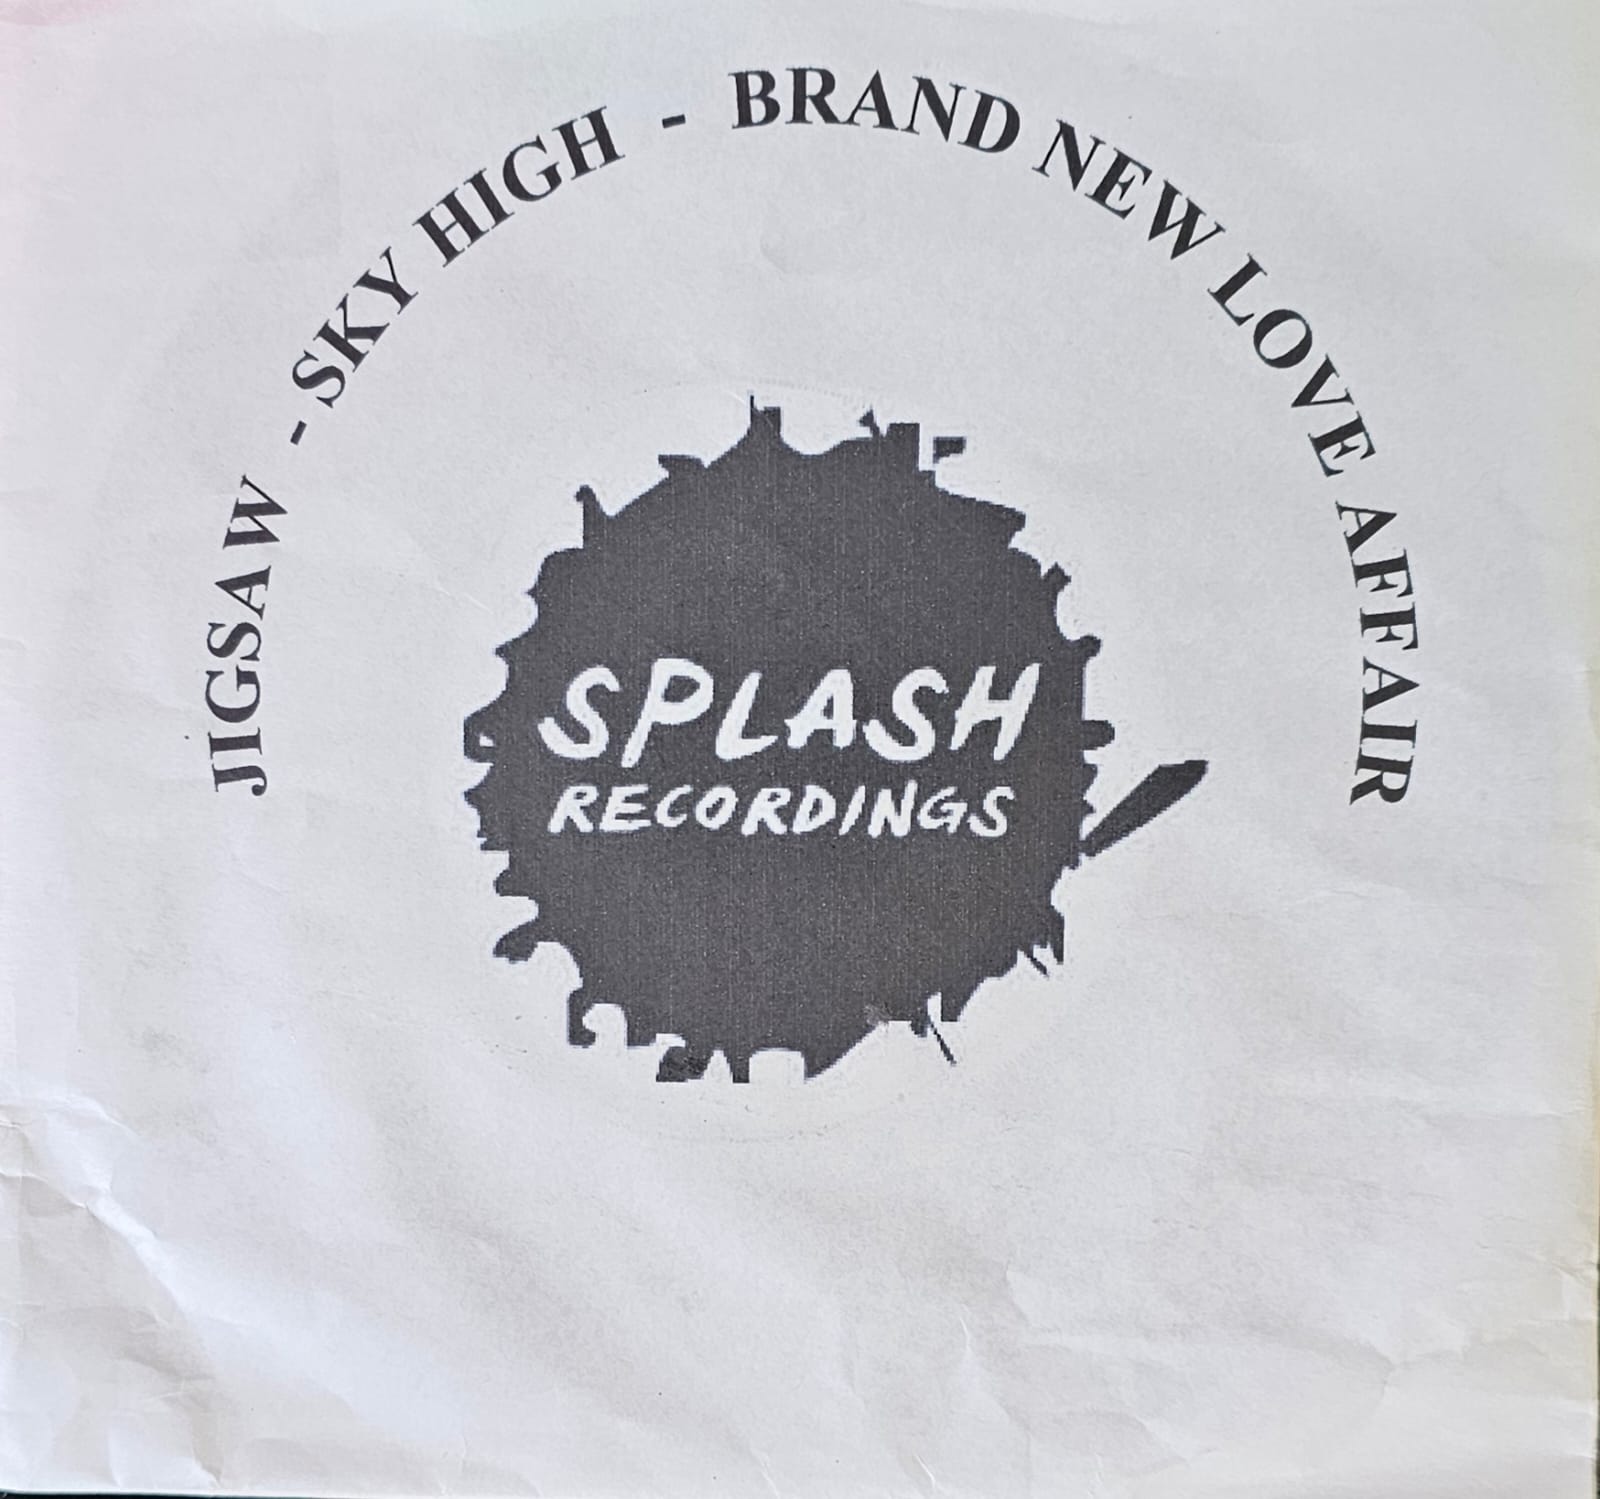 JIGSAW - SKY HIGH - BRAND NEW LOVE AFFAIR
SPLASH
RECORDINGS